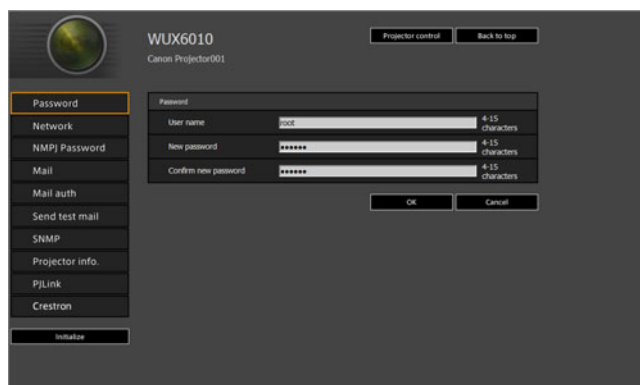 WUX6010
Canon Projector001
Projector control
Back to top
Password
Network
NMPJ Password
Mail
Mail auth
Send test mail
SNMP
Projector info.
PJLink
Crestron
Initialize
Password
User name
root
4-15
characters
New password
••••••
4-15
characters
Confirm new password
••••••
4-15
characters
OK
Cancel